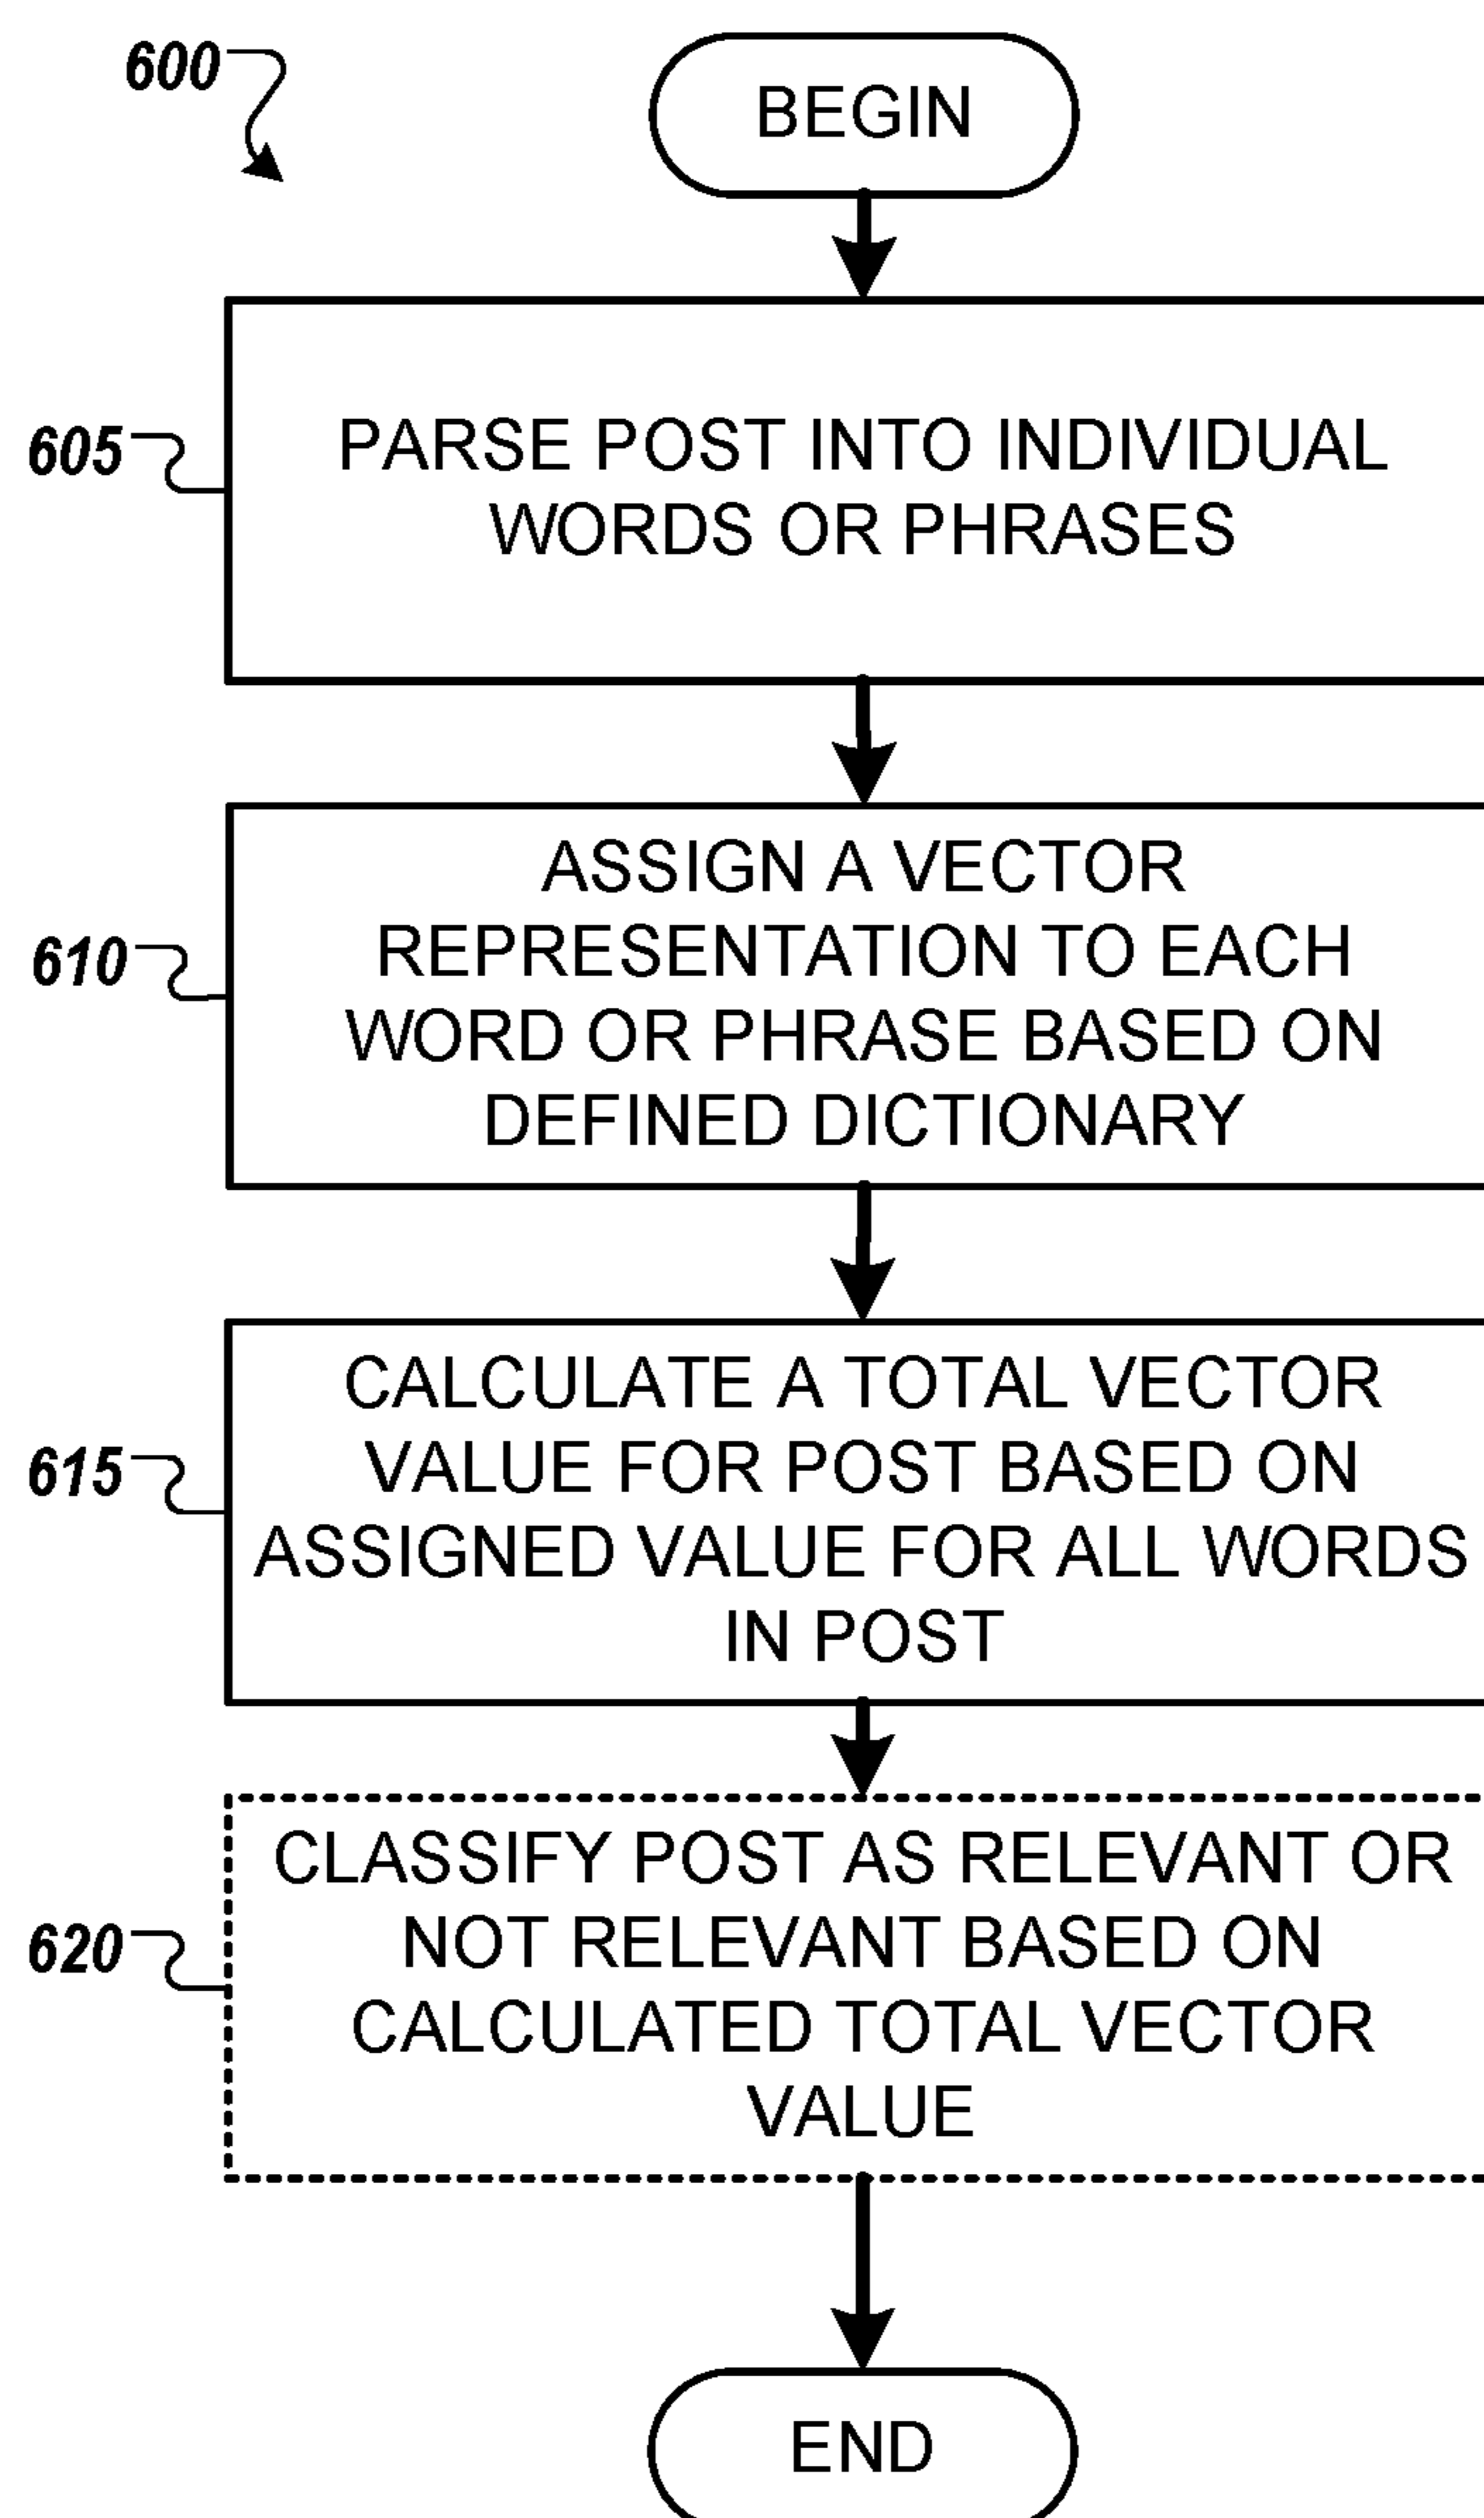 600
BEGIN
605
PARSE POST INTO INDIVIDUAL
WORDS OR PHRASES
610
ASSIGN A VECTOR
REPRESENTATION TO EACH
WORD OR PHRASE BASED ON
DEFINED DICTIONARY
615
CALCULATE A TOTAL VECTOR
VALUE FOR POST BASED ON
ASSIGNED VALUE FOR ALL WORDS
IN POST
620
CLASSIFY POST AS RELEVANT OR
NOT RELEVANT BASED ON
CALCULATED TOTAL VECTOR
VALUE
END